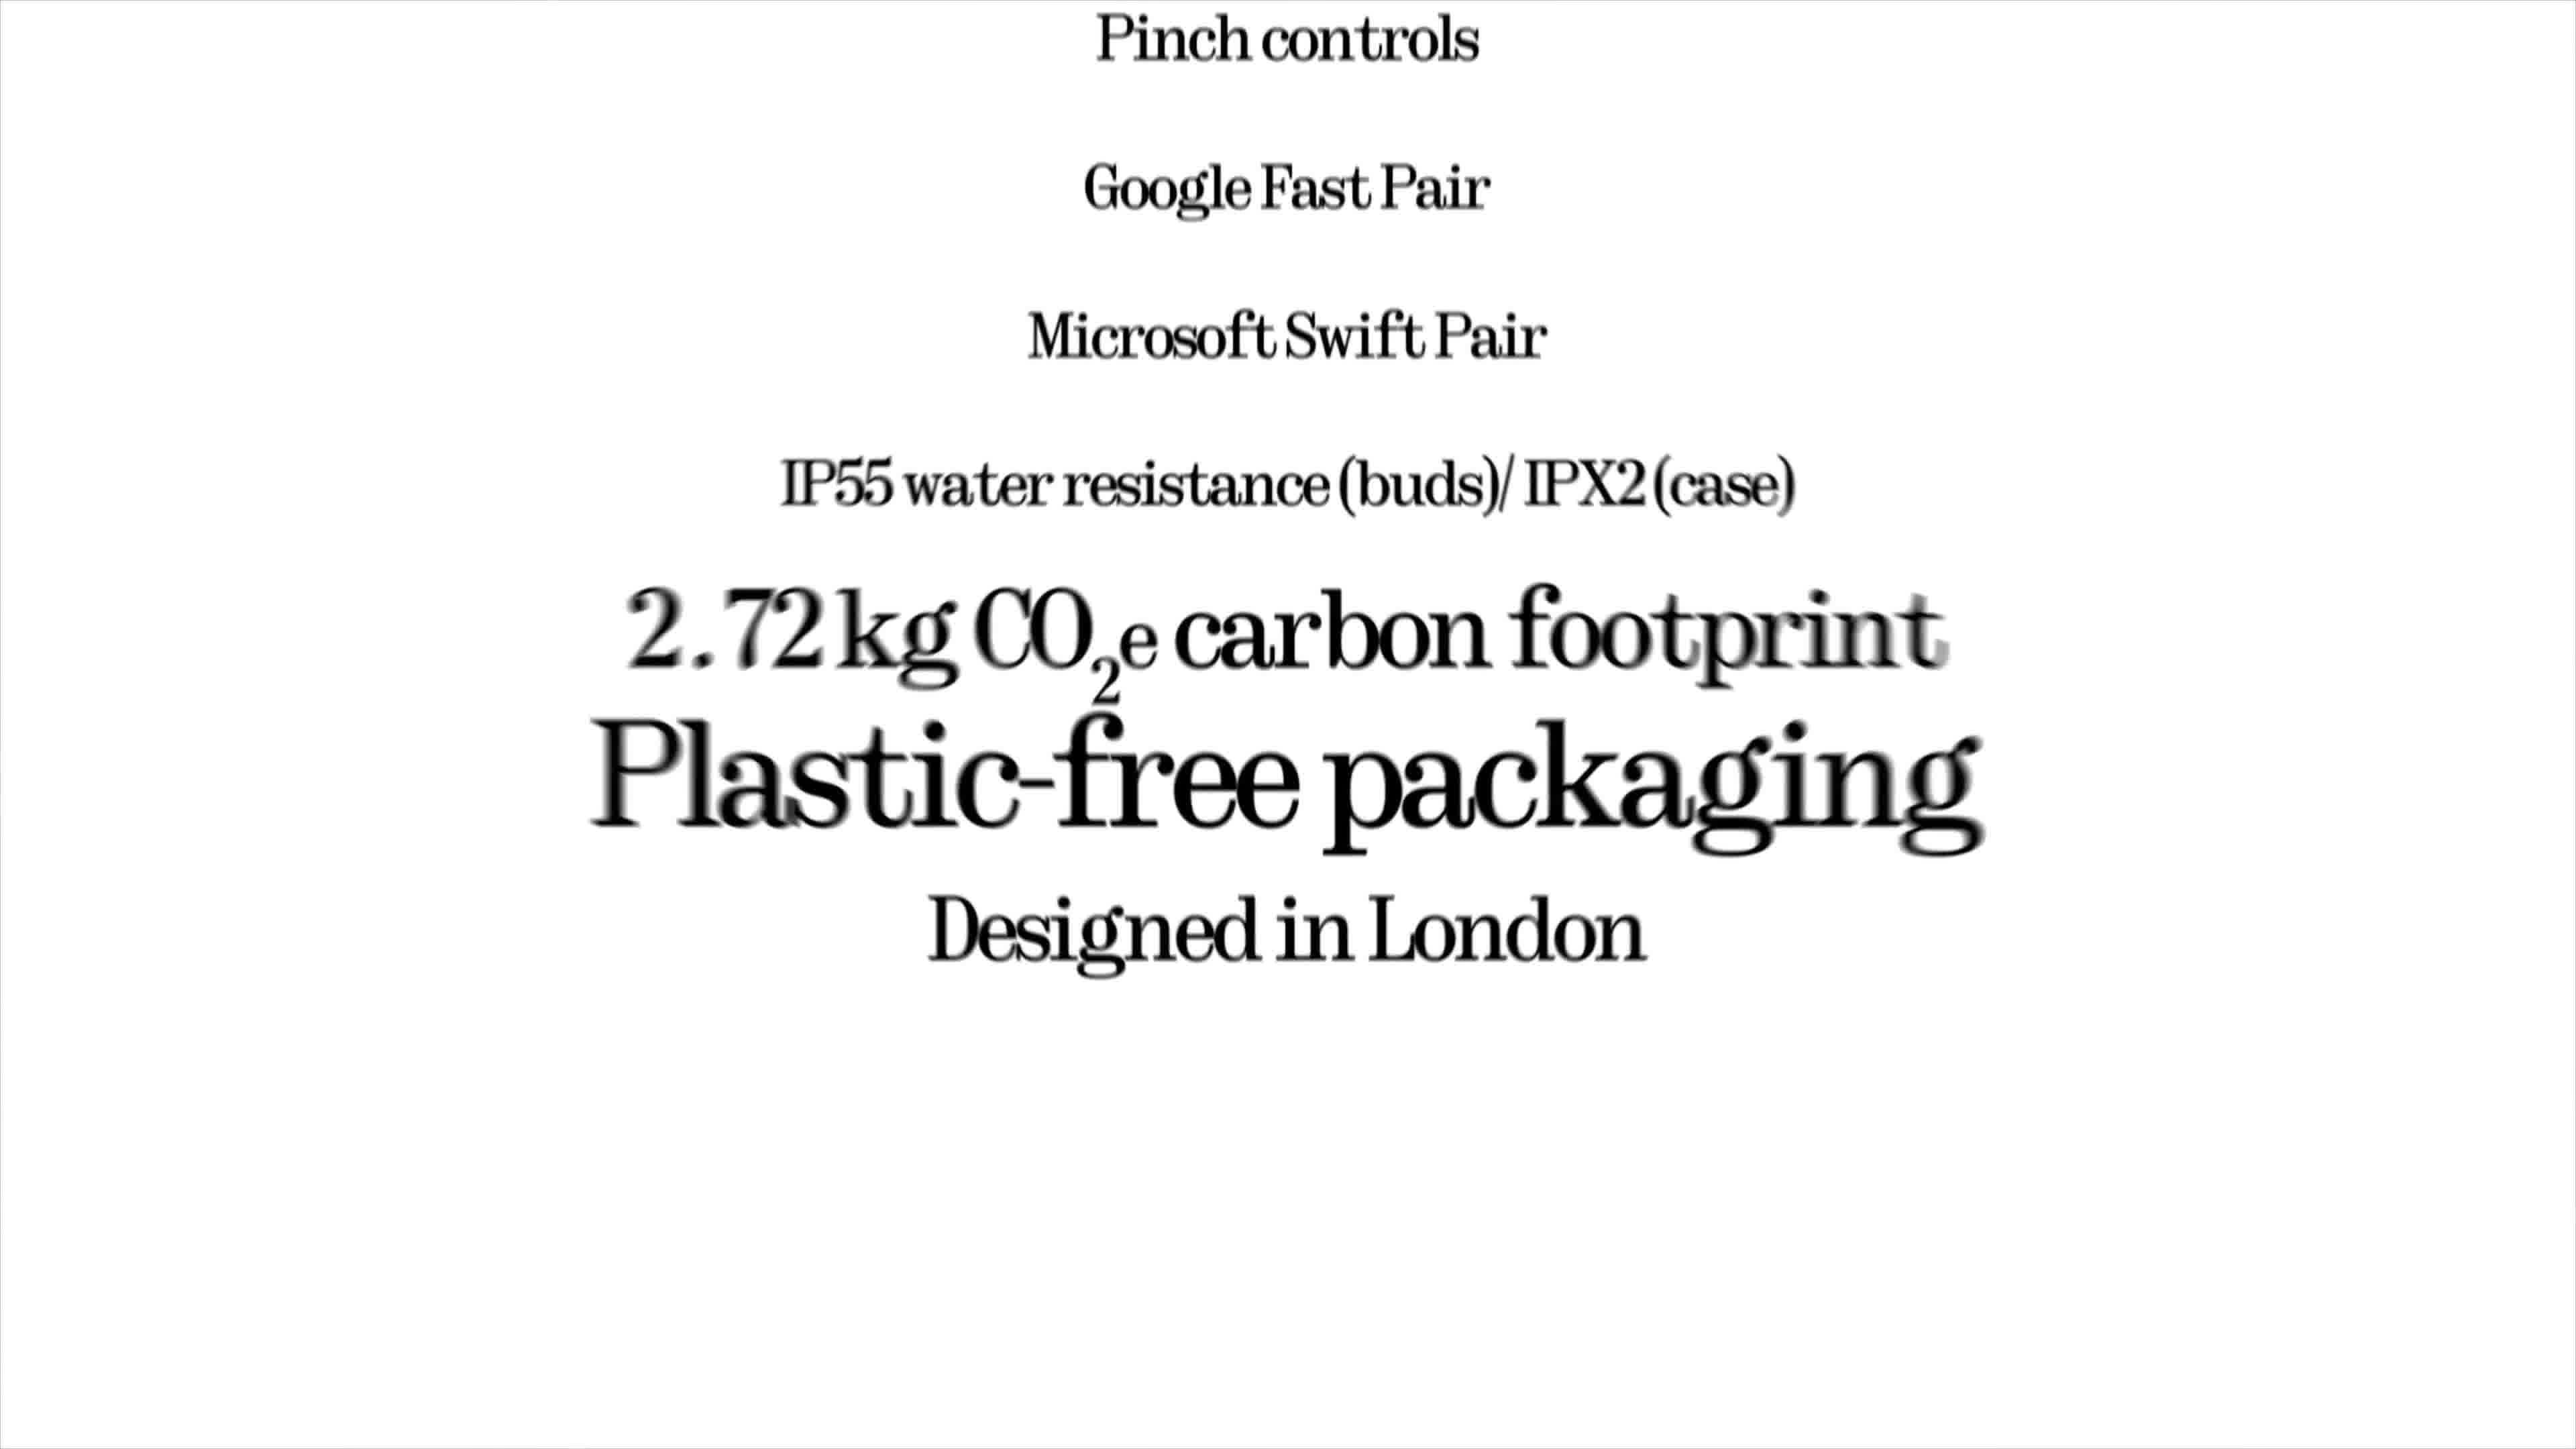 Pinch controls
Google Fast Pair
Microsoft Swift Pair
IP55 water resistance (buds)/ IPX2 (case)
2.72 kg CO₂e carbon footprint
Plastic-free packaging
Designed in London